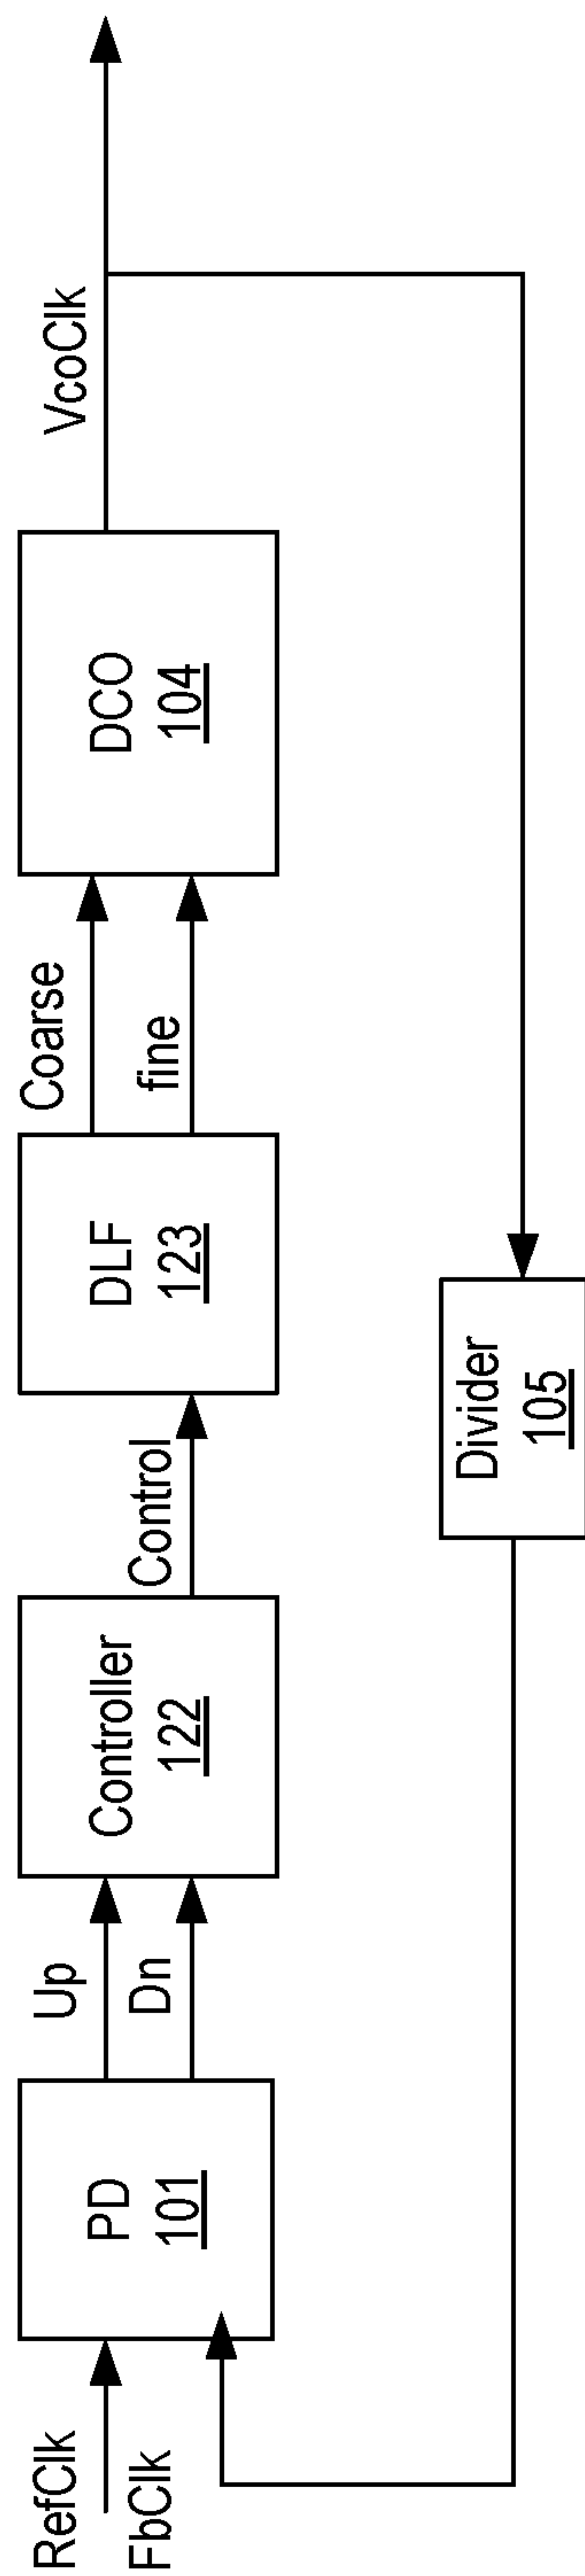 RefClk
FbClk
PD
101
Up
Dn
Controller
122
Control
DLF
123
Coarse
fine
DCO
104
VcoClk
Divider
105